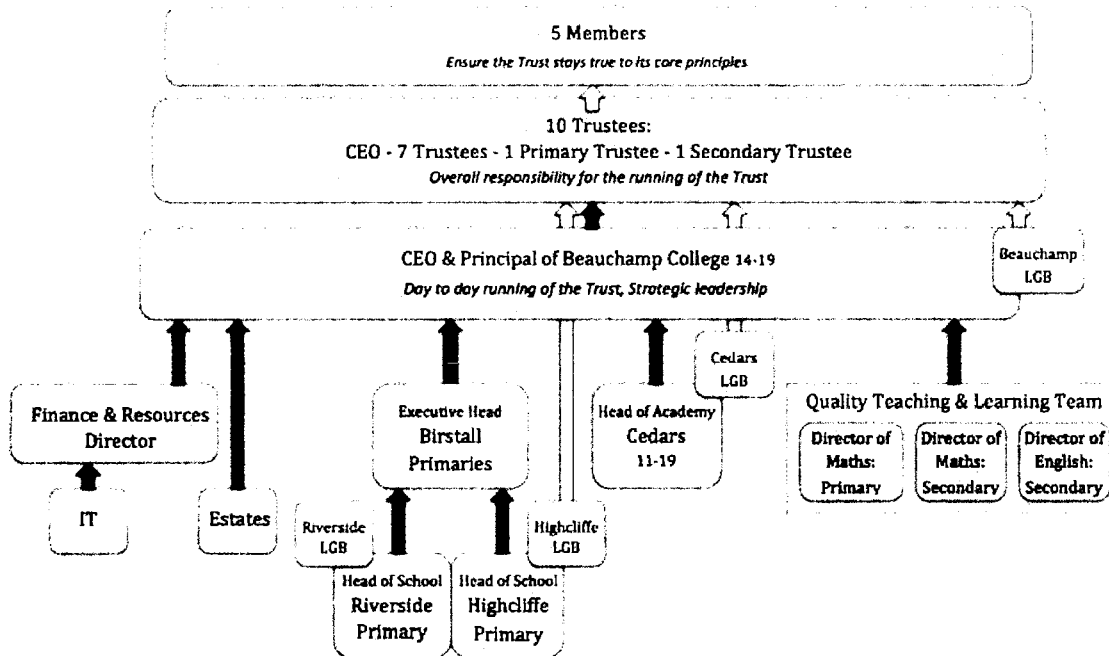 5 Members
Ensure the Trust stays true to its core principles
10 Trustees:
CEO - 7 Trustees - 1 Primary Trustee - 1 Secondary Trustee
Overall responsibility for the running of the Trust
CEO & Principal of Beauchamp College 14-19
Day to day running of the Trust, Strategic leadership
Beauchamp
LGB
Cedars
LGB
Finance & Resources
Director
Executive Head
Birstall
Primaries
Head of Academy
Cedars
11-19
Quality Teaching & Learning Team
Director of
Maths:
Primary
Director of
Maths:
Secondary
Director of
English:
Secondary
IT
Estates
Riverside
LGB
Highcliffe
LGB
Head of School
Riverside
Primary
Head of School
Highcliffe
Primary